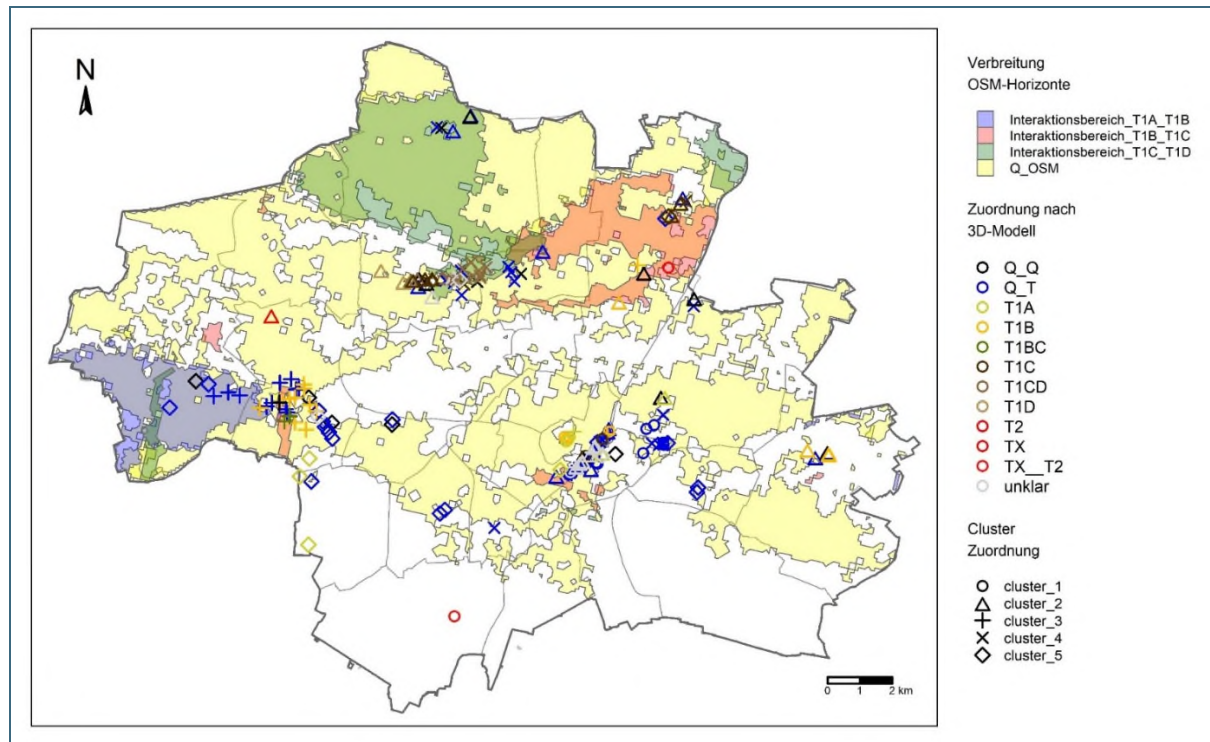 N
Verbreitung
OSM-Horizonte
Interaktionsbereich_T1A_T1B
Interaktionsbereich_T1B_T1C
Interaktionsbereich_T1C_T1D
Q_OSM
Zuordnung nach
3D-Modell
Q_Q
Q_T
T1A
T1B
T1BC
T1C
T1CD
T1D
T2
TX
TX__T2
unklar
Cluster
Zuordnung
cluster_1
cluster_2
cluster_3
cluster_4
cluster_5
0 1 2 km